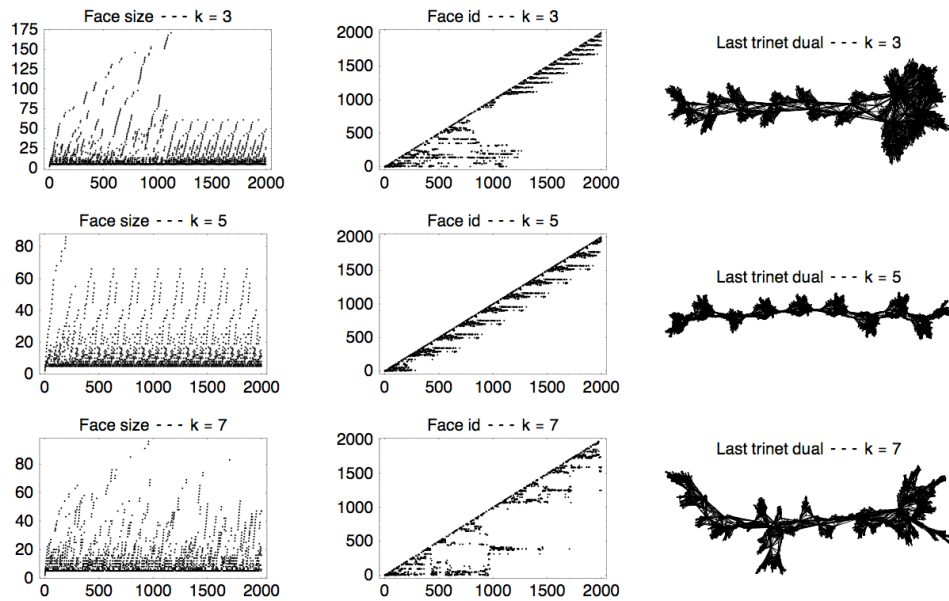 Face size - - - k = 3
175
150
125
100
75
50
25
0
0 500 1000 1500 2000
Face id - - - k = 3
2000
1500
1000
500
0
0 500 1000 1500 2000
Last trinet dual - - - k = 3
Face size - - - k = 5
80
60
40
20
0
0 500 1000 1500 2000
Face id - - - k = 5
2000
1500
1000
500
0
0 500 1000 1500 2000
Last trinet dual - - - k = 5
Face size - - - k = 7
80
60
40
20
0
0 500 1000 1500 2000
Face id - - - k = 7
2000
1500
1000
500
0
0 500 1000 1500 2000
Last trinet dual - - - k = 7